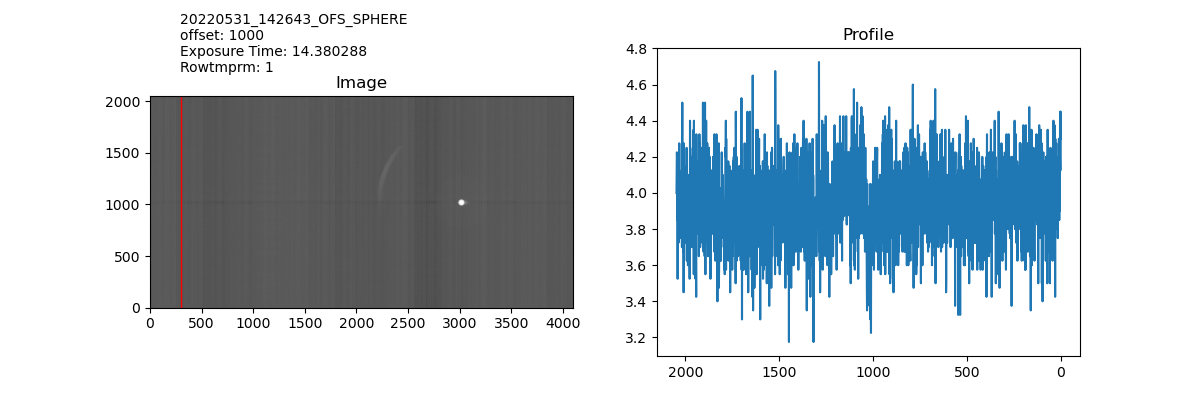 20220531_142643_OFS_SPHERE
offset: 1000
Exposure Time: 14.380288
Rowtmprm: 1
Image
2000
1500
1000
500
0
0 500 1000 1500 2000 2500 3000 3500 4000
Profile
4.8
4.6
4.4
4.2
4.0
3.8
3.6
3.4
3.2
2000 1500 1000 500 0